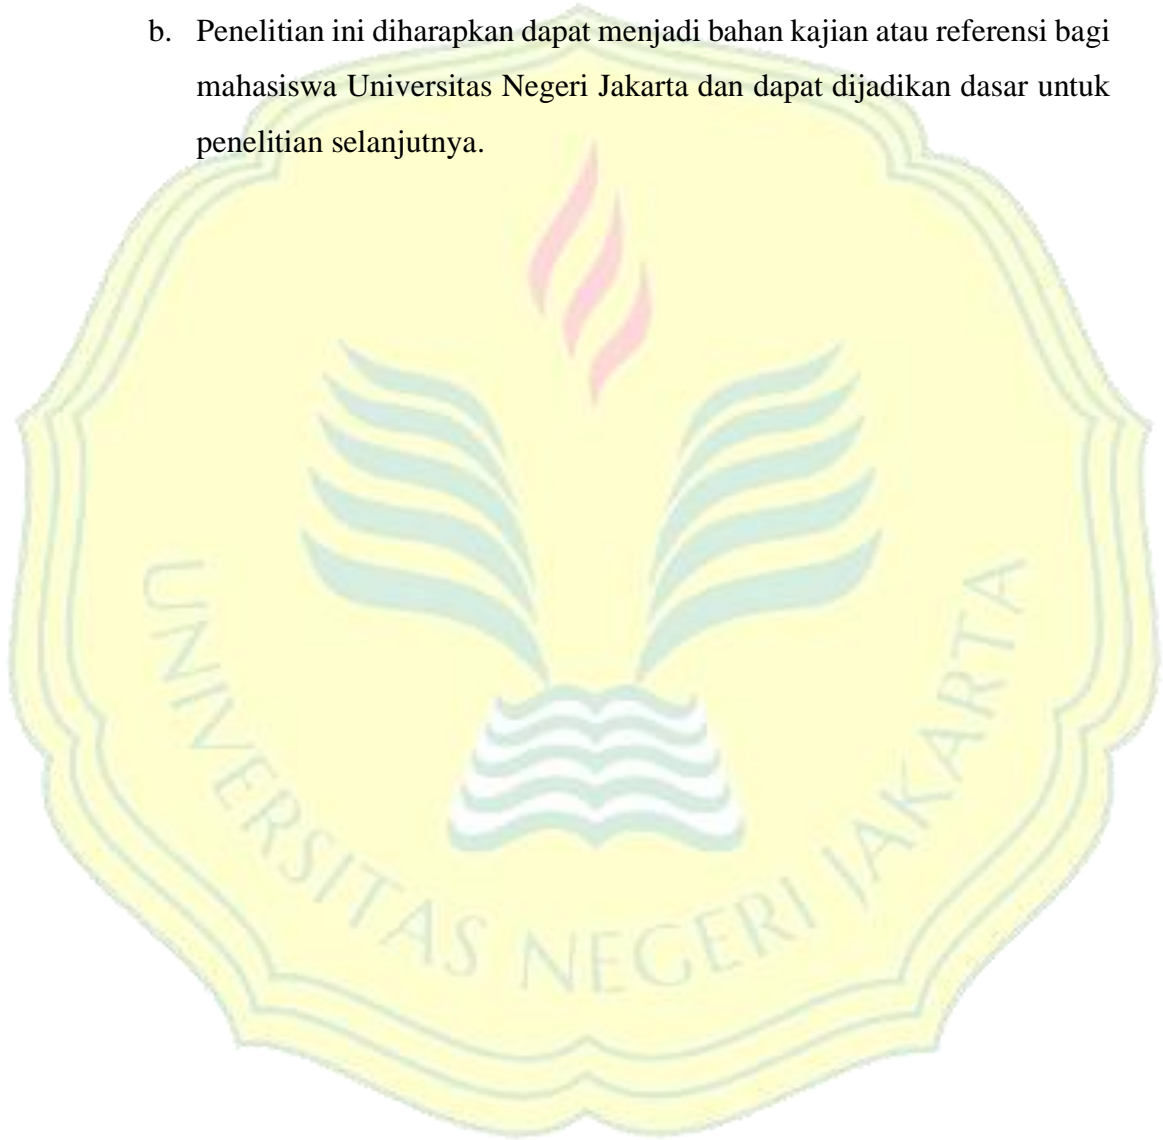 b. Penelitian ini diharapkan dapat menjadi bahan kajian atau referensi bagi
mahasiswa Universitas Negeri Jakarta dan dapat dijadikan dasar untuk
penelitian selanjutnya.
UNIVERSITAS NEGERI JAKARTA